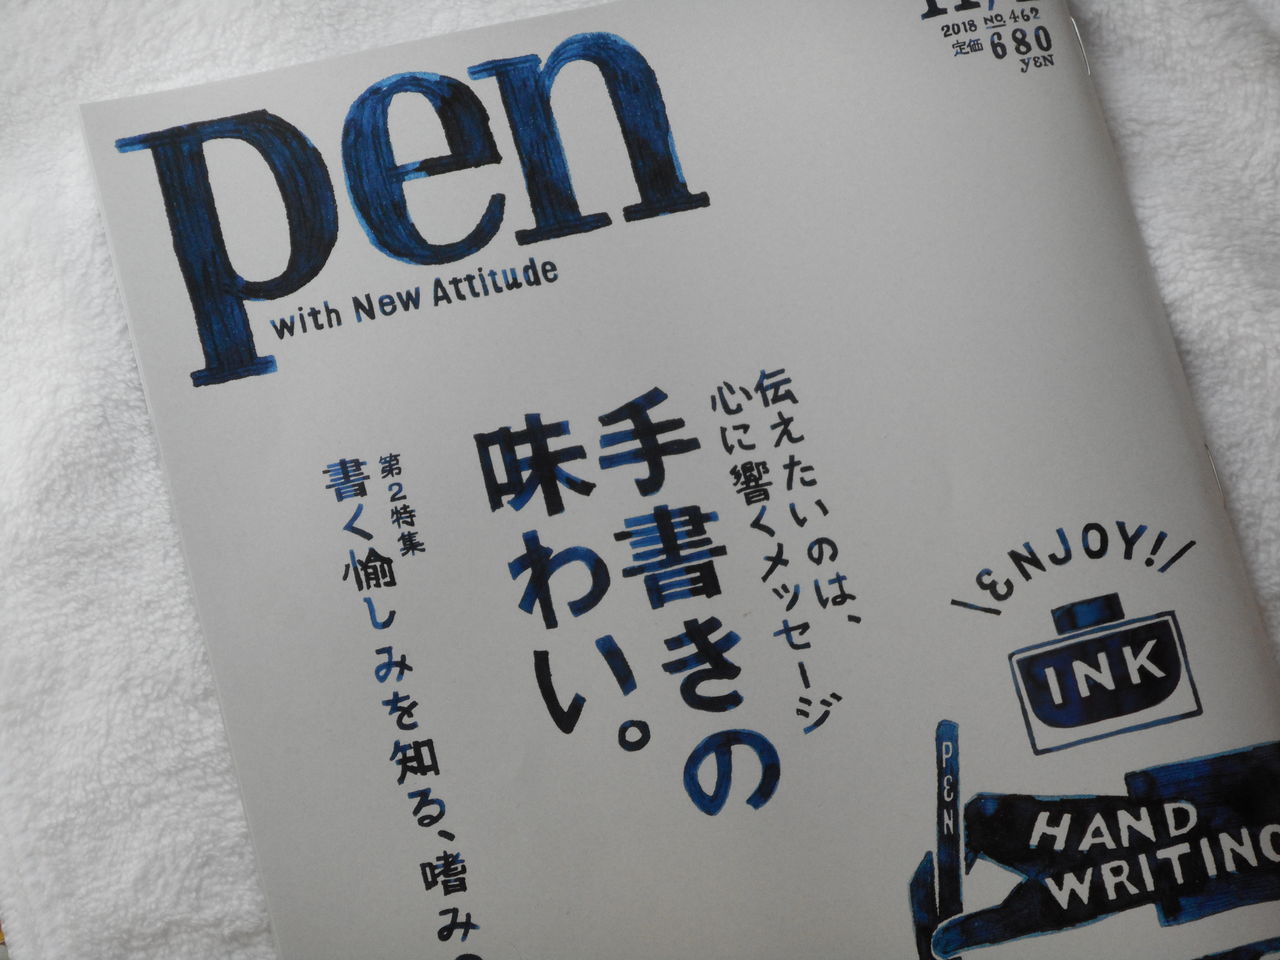 pen
with New Attitude
2018 NO. 462
定価 680
YEN
伝えたいのは、
心に響くメッセージ
手書きの
味わい。
第2特集
書く愉しみを知る、嗜み
ENJOY!
INK
PEN
HAND
WRITING